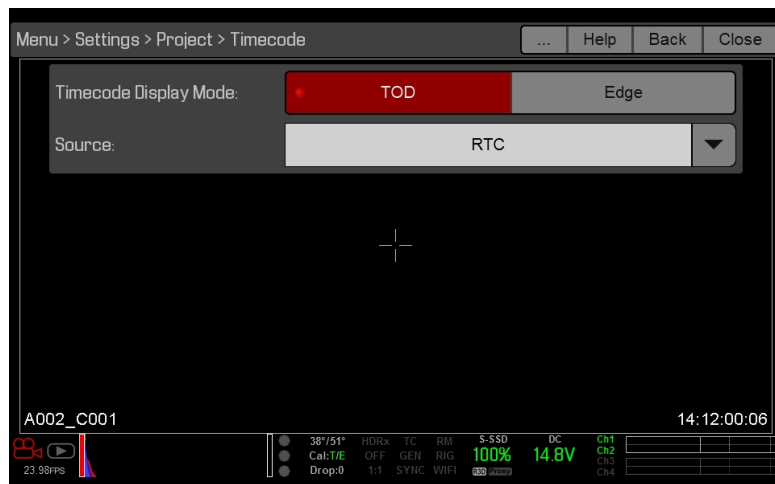 Menu > Settings > Project > Timecode ... Help Back Close
Timecode Display Mode: TOD Edge
Source: RTC
A002_C001 14:12:00:06
38°/51° HDRx TC RM S-SSD DC Ch1
Cal:T/E OFF GEN RIG 100% 14.8V Ch2
Drop:0 1:1 SYNC WIFI R3D Proxy Ch3
23.98FPS Ch4